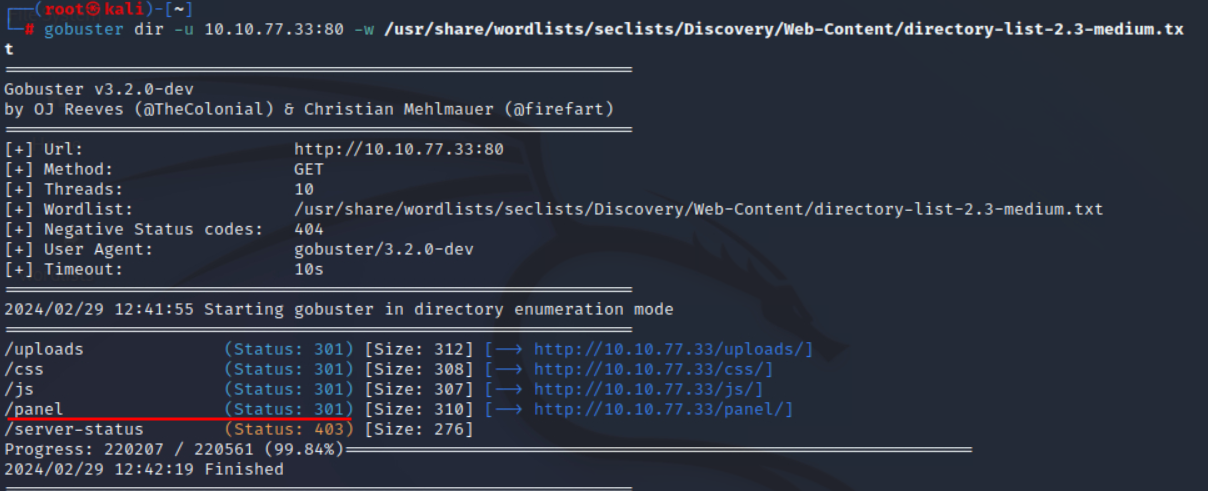 ┌──(root㉿kali)-[~]
└─# gobuster dir -u 10.10.77.33:80 -w /usr/share/wordlists/seclists/Discovery/Web-Content/directory-list-2.3-medium.tx
t
===============================================================
Gobuster v3.2.0-dev
by OJ Reeves (@TheColonial) & Christian Mehlmauer (@firefart)
===============================================================
[+] Url:                     http://10.10.77.33:80
[+] Method:                  GET
[+] Threads:                 10
[+] Wordlist:                /usr/share/wordlists/seclists/Discovery/Web-Content/directory-list-2.3-medium.txt
[+] Negative Status codes:   404
[+] User Agent:              gobuster/3.2.0-dev
[+] Timeout:                 10s
===============================================================
2024/02/29 12:41:55 Starting gobuster in directory enumeration mode
===============================================================
/uploads              (Status: 301) [Size: 312] [--> http://10.10.77.33/uploads/]
/css                  (Status: 301) [Size: 308] [--> http://10.10.77.33/css/]
/js                   (Status: 301) [Size: 307] [--> http://10.10.77.33/js/]
/panel                (Status: 301) [Size: 310] [--> http://10.10.77.33/panel/]
/server-status        (Status: 403) [Size: 276]
Progress: 220207 / 220561 (99.84%)===============================================================
2024/02/29 12:42:19 Finished
===============================================================